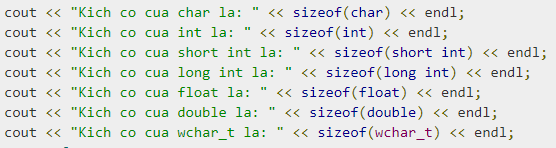 cout << "Kich co cua char la: " << sizeof(char) << endl;
cout << "Kich co cua int la: " << sizeof(int) << endl;
cout << "Kich co cua short int la: " << sizeof(short int) << endl;
cout << "Kich co cua long int la: " << sizeof(long int) << endl;
cout << "Kich co cua float la: " << sizeof(float) << endl;
cout << "Kich co cua double la: " << sizeof(double) << endl;
cout << "Kich co cua wchar_t la: " << sizeof(wchar_t) << endl;